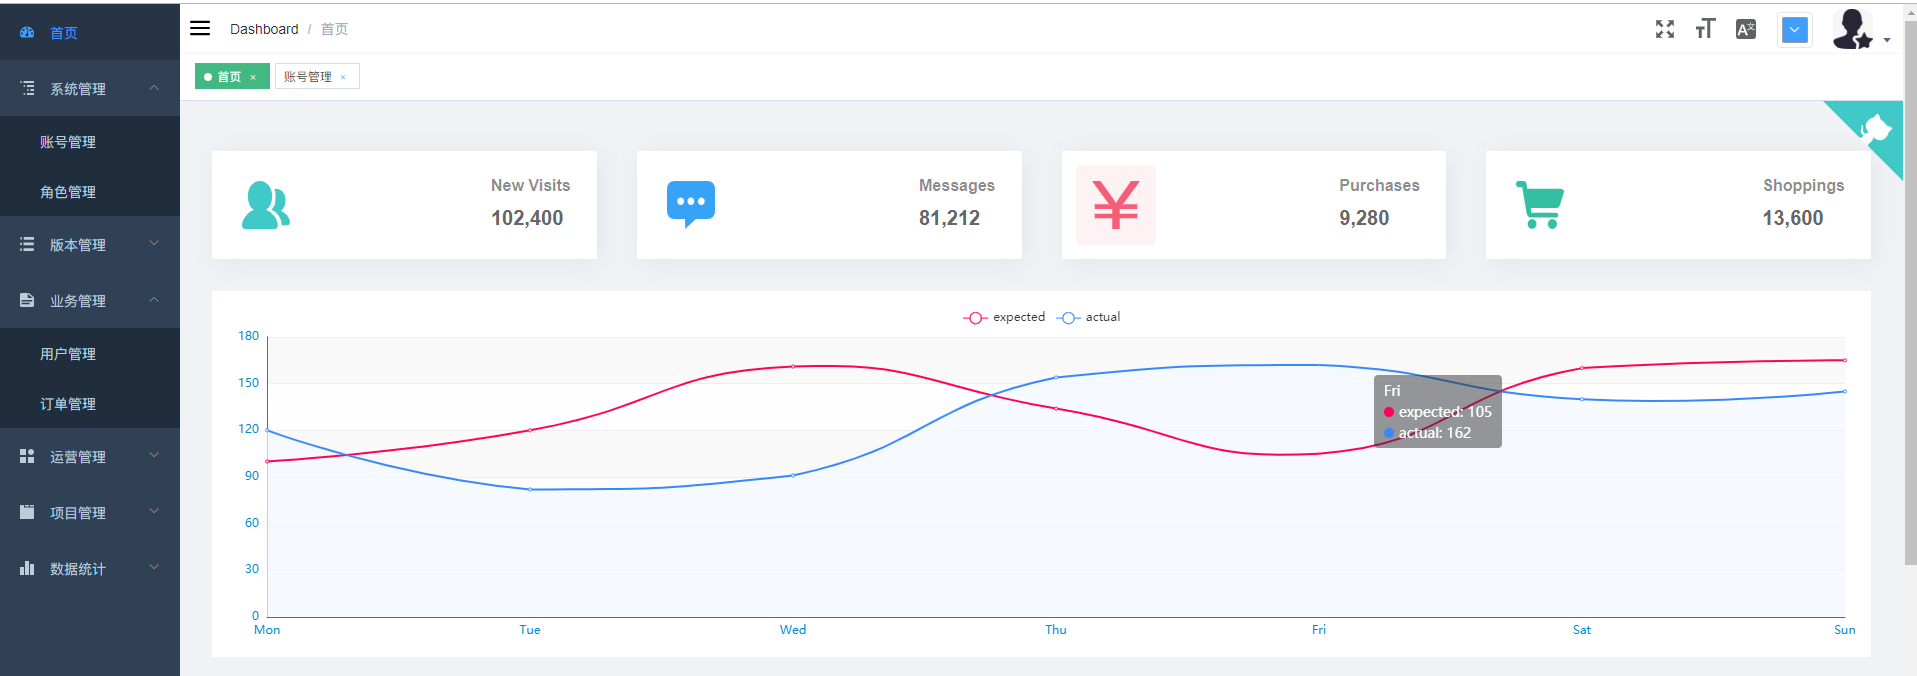 首页
系统管理
账号管理
角色管理
版本管理
业务管理
用户管理
订单管理
运营管理
项目管理
数据统计
Dashboard / 首页
A文
首页 ×
账号管理 ×
New Visits
102,400
Messages
81,212
¥
Purchases
9,280
Shoppings
13,600
expected actual
180
150
120
90
60
30
0
Mon Tue Wed Thu Fri Sat Sun
Fri
expected: 105
actual: 162